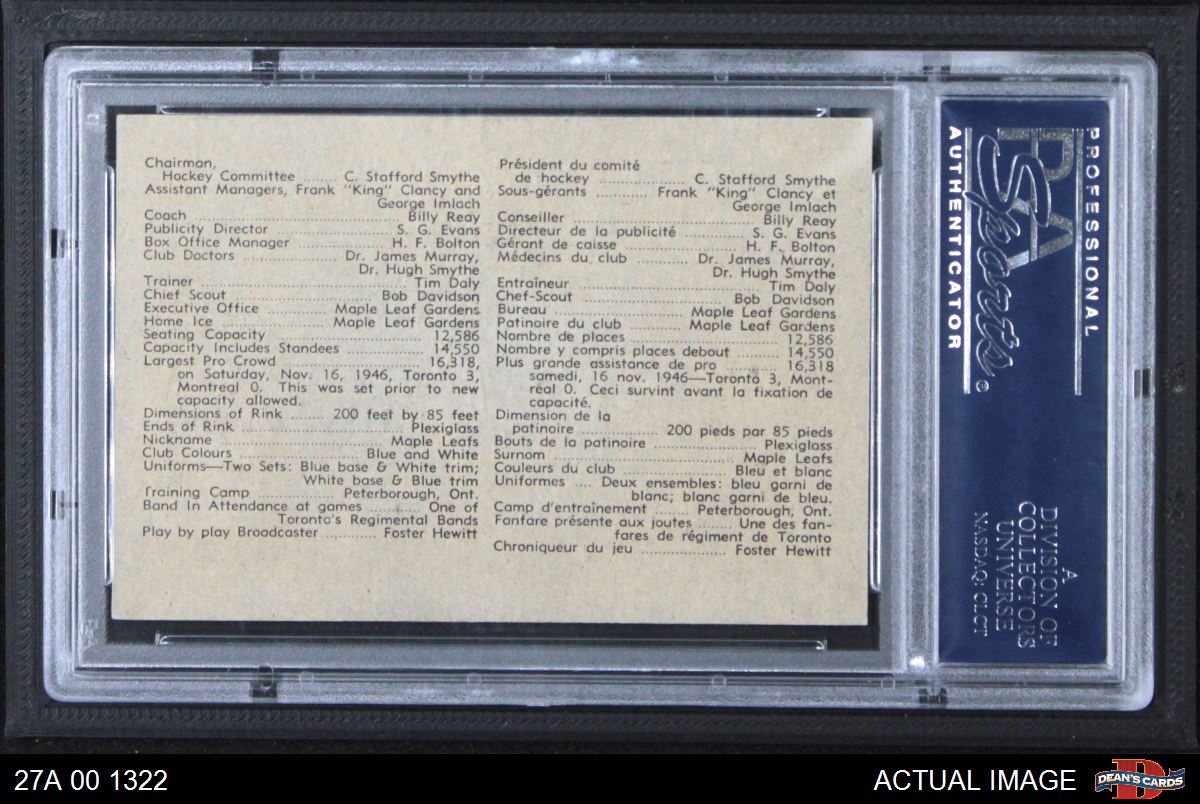 Chairman,
Hockey Committee ........ C. Stafford Smythe
Assistant Managers, Frank "King" Clancy and
George Imlach
Coach ........ Billy Reay
Publicity Director ........ S. G. Evans
Box Office Manager ........ H. F. Bolton
Club Doctors ........ Dr. James Murray,
Dr. Hugh Smythe
Trainer ........ Tim Daly
Chief Scout ........ Bob Davidson
Executive Office ........ Maple Leaf Gardens
Home Ice ........ Maple Leaf Gardens
Seating Capacity ........ 12,586
Capacity Includes Standees ........ 14,550
Largest Pro Crowd ........ 16,318,
on Saturday, Nov. 16, 1946, Toronto 3,
Montreal 0. This was set prior to new
capacity allowed.
Dimensions of Rink ........ 200 feet by 85 feet
Ends of Rink ........ Plexiglass
Nickname ........ Maple Leafs
Club Colours ........ Blue and White
Uniforms—Two Sets: Blue base & White trim;
White base & Blue trim
Training Camp ........ Peterborough, Ont.
Band In Attendance at games ........ One of
Toronto's Regimental Bands
Play by play Broadcaster ........ Foster Hewitt
Président du comité
de hockey ........ C. Stafford Smythe
Sous-gérants ........ Frank "King" Clancy et
George Imlach
Conseiller ........ Billy Reay
Directeur de la publicité ........ S. G. Evans
Gérant de caisse ........ H. F. Bolton
Médecins du club ........ Dr. James Murray,
Dr. Hugh Smythe
Entraîneur ........ Tim Daly
Chef-Scout ........ Bob Davidson
Bureau ........ Maple Leaf Gardens
Patinoire du club ........ Maple Leaf Gardens
Nombre de places ........ 12,586
Nombre y compris places debout ........ 14,550
Plus grande assistance de pro ........ 16,318
samedi, 16 nov. 1946—Toronto 3, Mont-
réal 0. Ceci survint avant la fixation de
capacité.
Dimension de la
patinoire ........ 200 pieds par 85 pieds
Bouts de la patinoire ........ Plexiglass
Surnom ........ Maple Leafs
Couleurs du club ........ Bleu et blanc
Uniformes .... Deux ensembles: bleu garni de
blanc; blanc garni de bleu.
Camp d'entraînement ........ Peterborough, Ont.
Fanfare présente aux joutes ........ Une des fan-
fares de régiment de Toronto
Chroniqueur du jeu ........ Foster Hewitt
PROFESSIONAL
PSA
Sports®
AUTHENTICATOR
A
DIVISION OF
COLLECTORS
UNIVERSE
NASDAQ: CLCT
27A 00 1322
ACTUAL IMAGE
DEAN'S CARDS